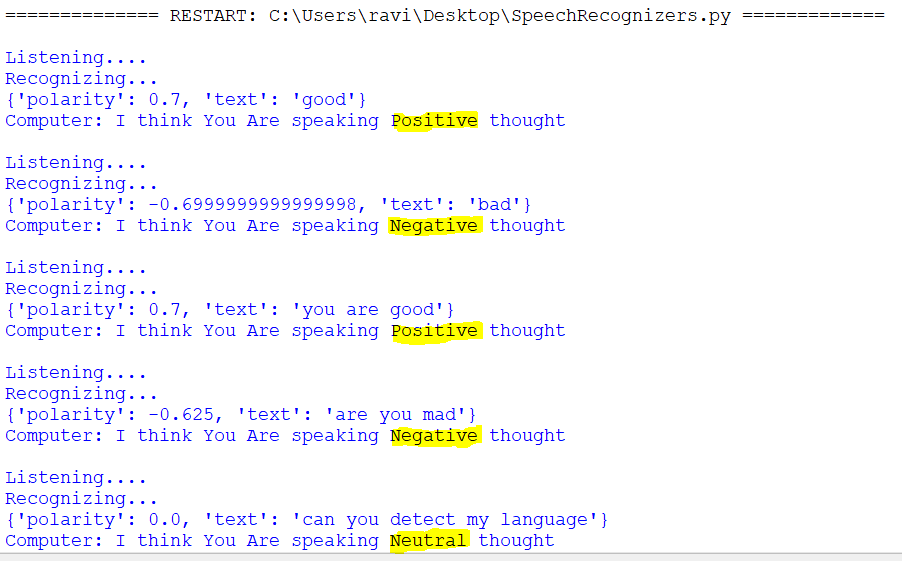 ============== RESTART: C:\Users\ravi\Desktop\SpeechRecognizers.py =============
Listening....
Recognizing...
{'polarity': 0.7, 'text': 'good'}
Computer: I think You Are speaking Positive thought
Listening....
Recognizing...
{'polarity': -0.6999999999999998, 'text': 'bad'}
Computer: I think You Are speaking Negative thought
Listening....
Recognizing...
{'polarity': 0.7, 'text': 'you are good'}
Computer: I think You Are speaking Positive thought
Listening....
Recognizing...
{'polarity': -0.625, 'text': 'are you mad'}
Computer: I think You Are speaking Negative thought
Listening....
Recognizing...
{'polarity': 0.0, 'text': 'can you detect my language'}
Computer: I think You Are speaking Neutral thought